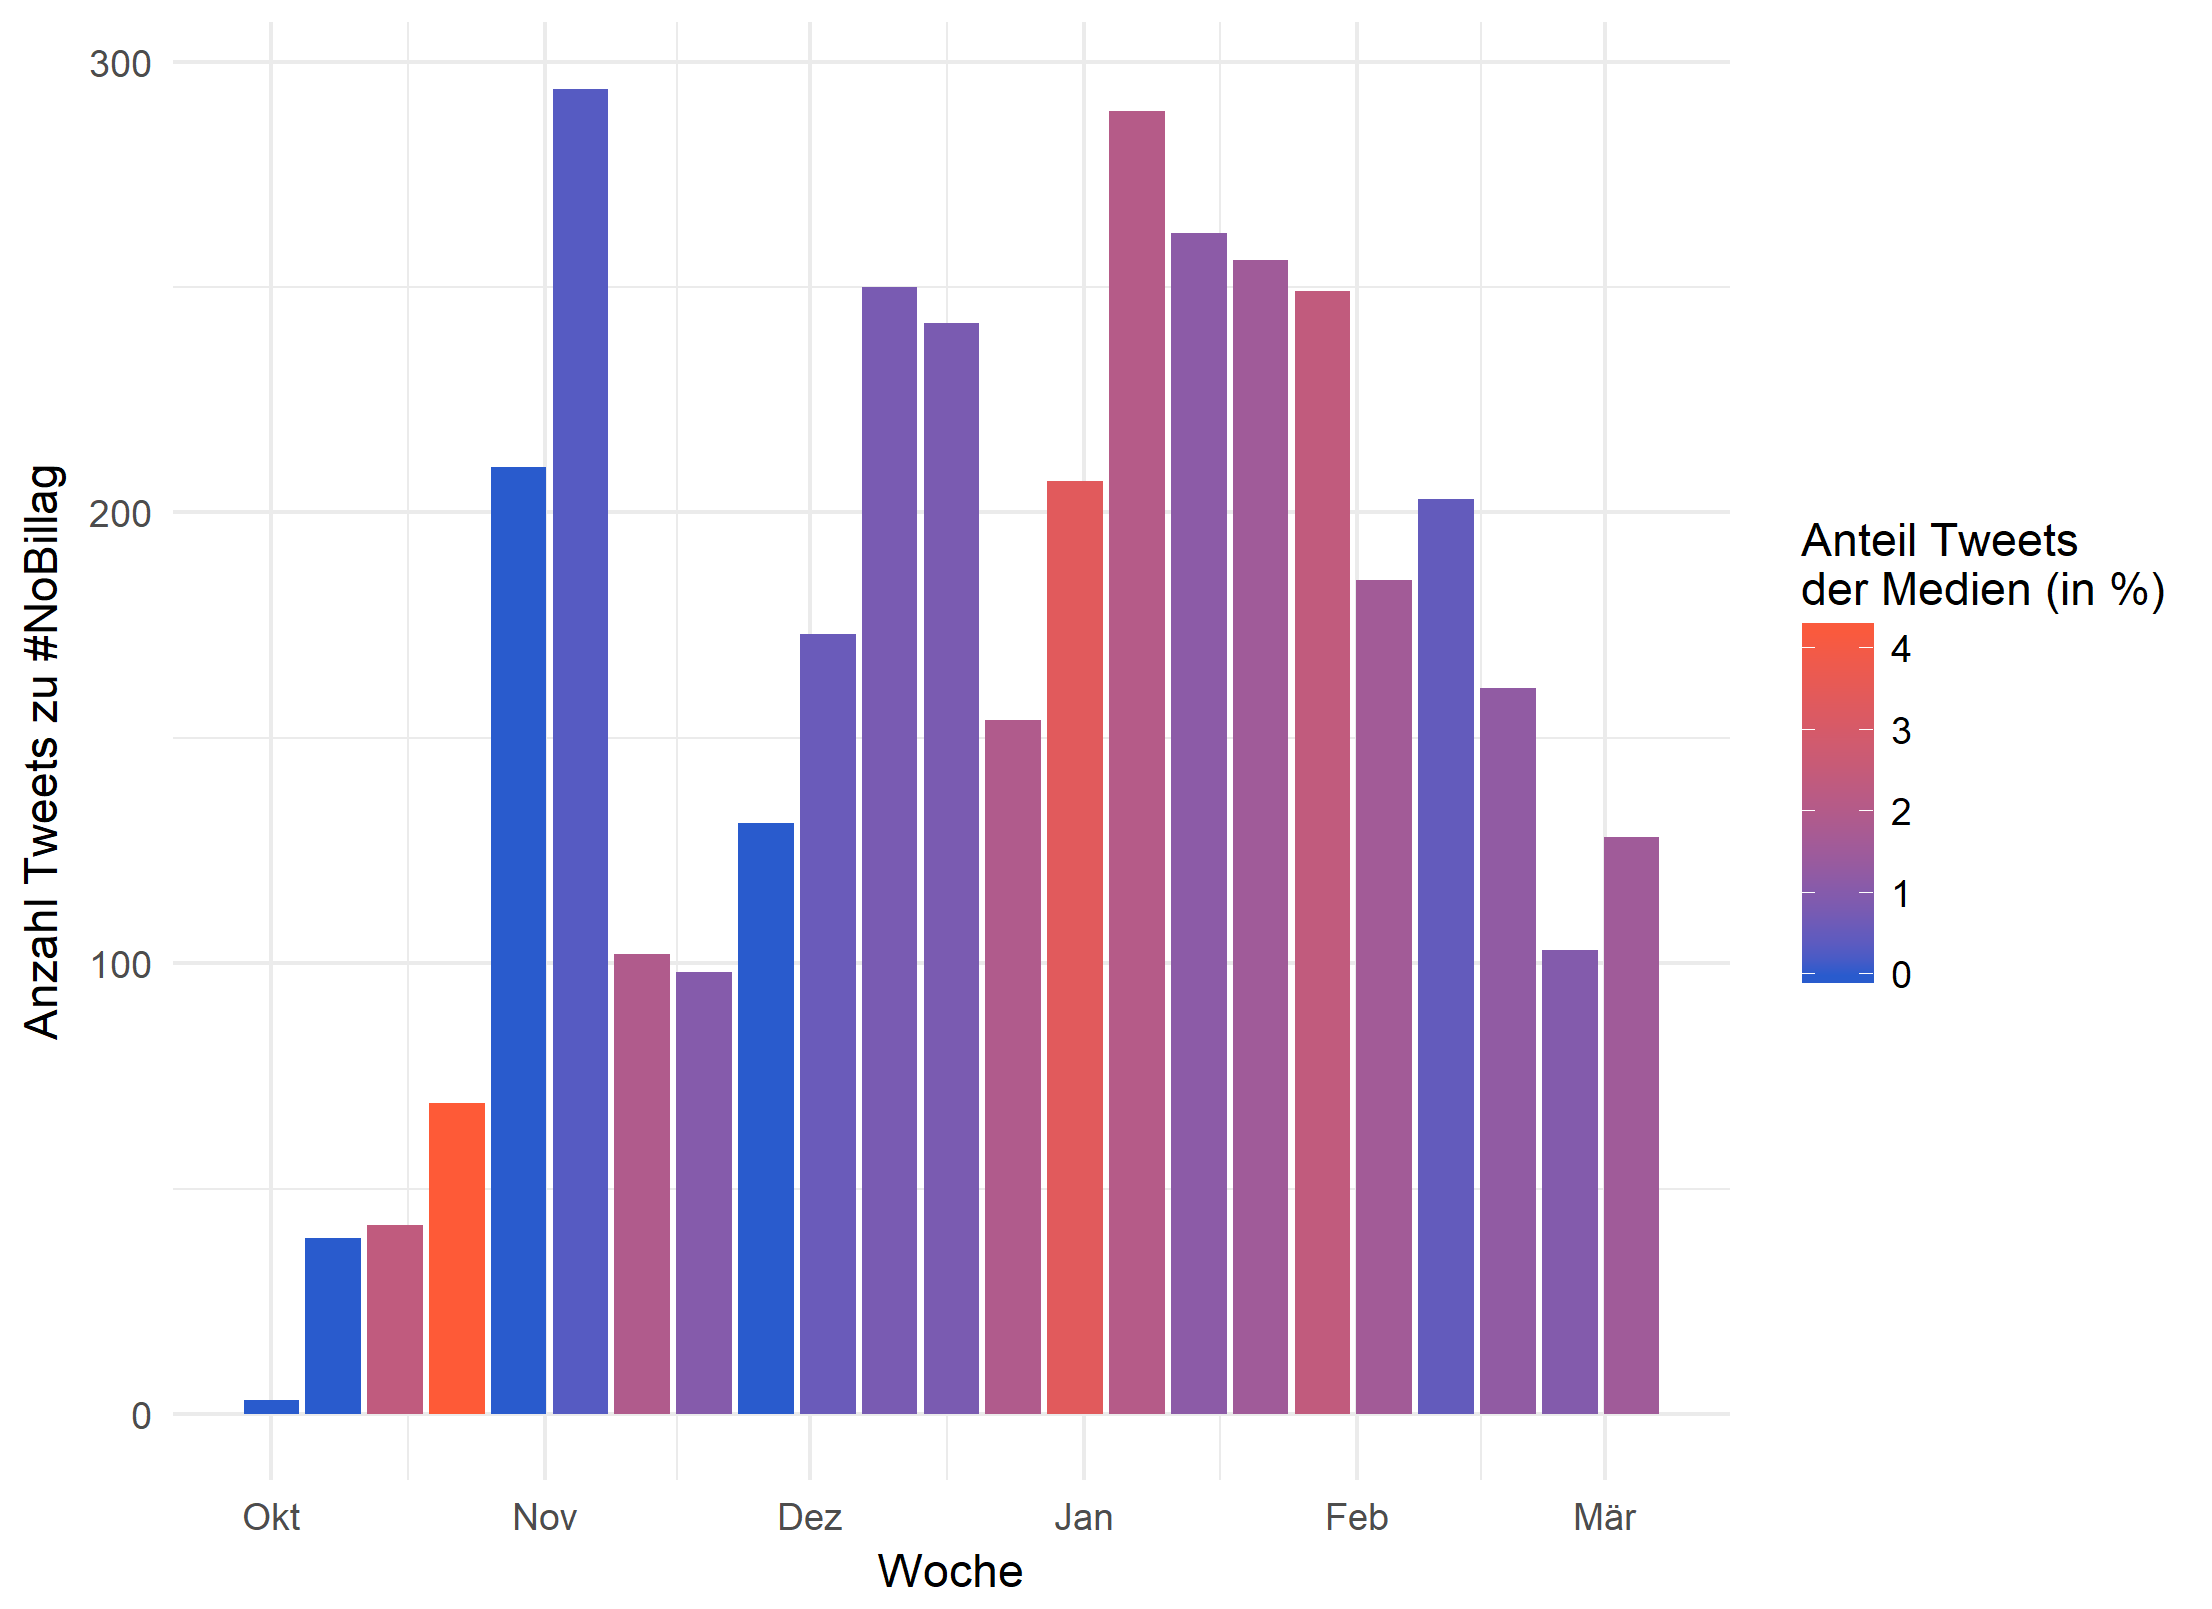 300
200
100
0
Anzahl Tweets zu #NoBillag
Okt Nov Dez Jan Feb Mär
Woche
Anteil Tweets
der Medien (in %)
4
3
2
1
0